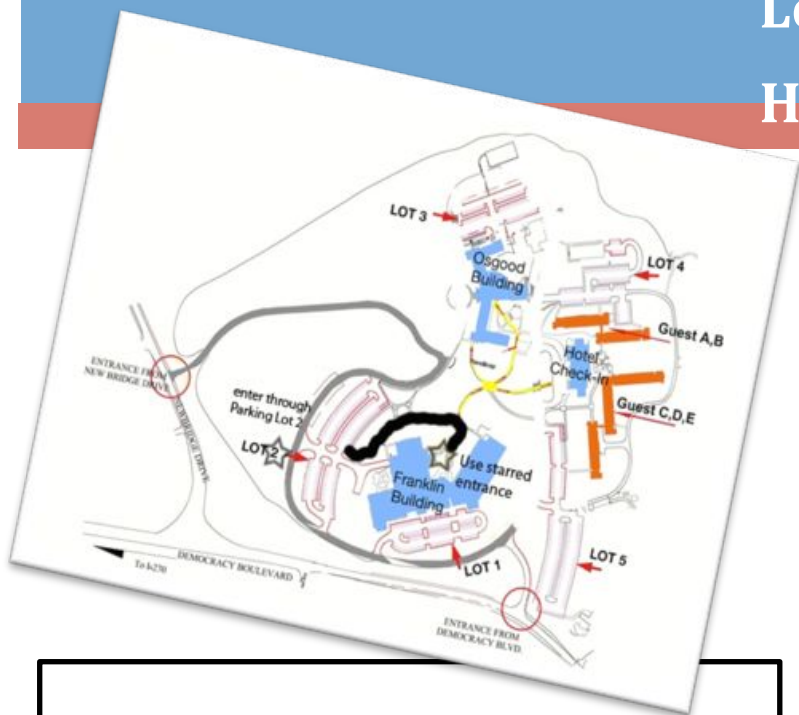 H
LOT 3
Osgood
Building
LOT 4
Guest A,B
Hotel
Check-In
Guest C,D,E
ENTRANCE FROM
NEW BRIDGE DRIVE
DRIVE
enter through
Parking Lot 2
LOT 2
Use starred
entrance
Franklin
Building
LOT 1
LOT 5
DEMOCRACY BOULEVARD
To I-270
ENTRANCE FROM
DEMOCRACY BLVD.